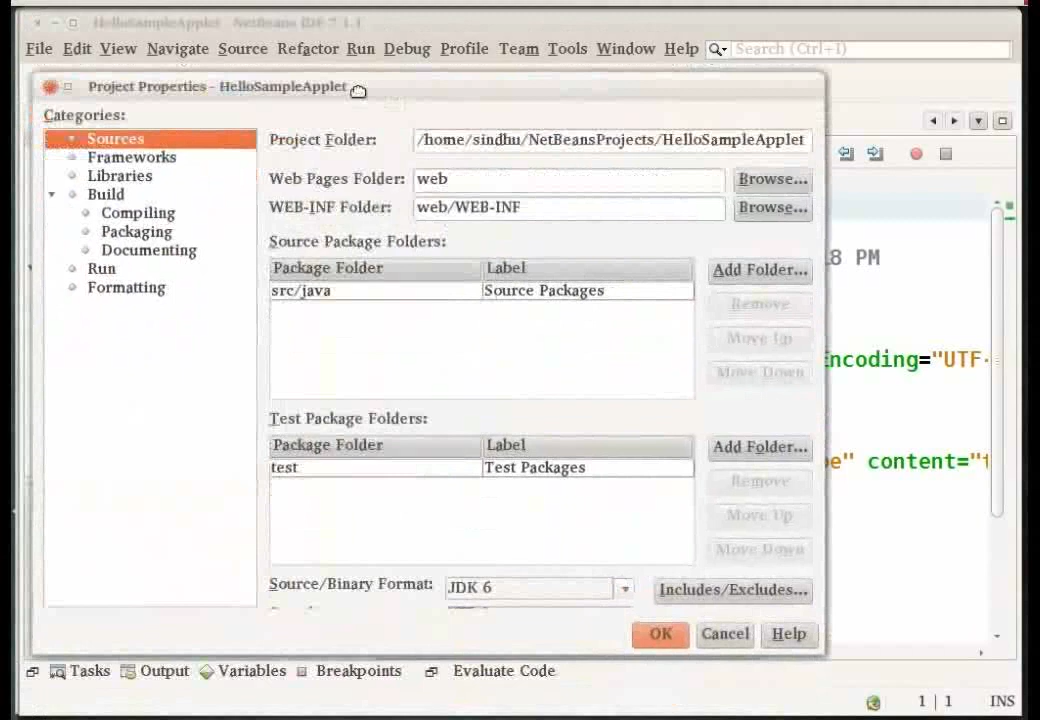 HelloSampleApplet - NetBeans IDE 7.1.1
File Edit View Navigate Source Refactor Run Debug Profile Team Tools Window Help Search (Ctrl+I)
Project Properties - HelloSampleApplet
Categories:
Sources
Frameworks
Libraries
Build
Compiling
Packaging
Documenting
Run
Formatting
Project Folder: /home/sindhu/NetBeansProjects/HelloSampleApplet
Web Pages Folder: web Browse...
WEB-INF Folder: web/WEB-INF Browse...
Source Package Folders:
Package Folder Label Add Folder...
src/java Source Packages
Remove
Move Up
Move Down
Test Package Folders:
Package Folder Label Add Folder...
test Test Packages
Remove
Move Up
Move Down
Source/Binary Format: JDK 6 Includes/Excludes...
OK Cancel Help
8 PM
Encoding="UTF-
pe" content="t
Tasks Output Variables Breakpoints Evaluate Code
1 | 1 INS